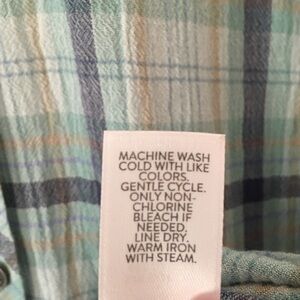 MACHINE WASH
COLD WITH LIKE
COLORS.
GENTLE CYCLE.
ONLY NON-
CHLORINE
BLEACH IF
NEEDED.
LINE DRY.
WARM IRON
WITH STEAM.